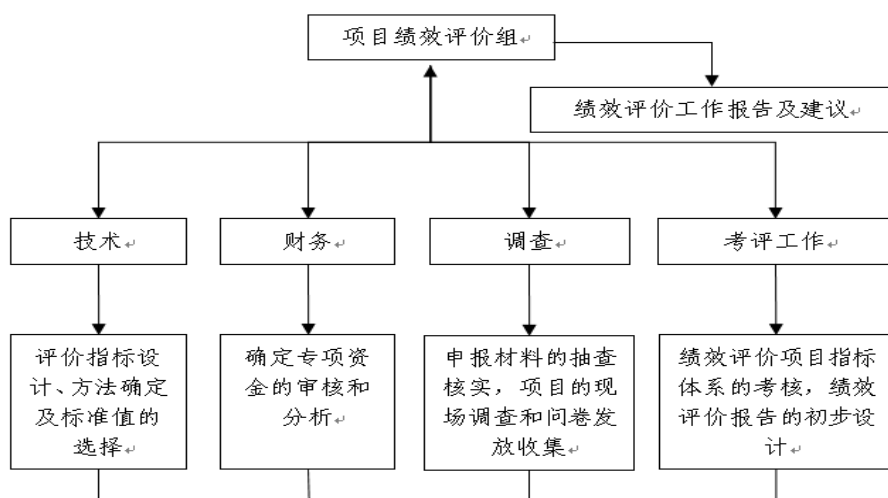 项目绩效评价组
绩效评价工作报告及建议
技术
财务
调查
考评工作
评价指标设
计、方法确定
及标准值的
选择
确定专项资
金的审核和
分析
申报材料的抽查
核实，项目的现
场调查和问卷发
放收集
绩效评价项目指标
体系的考核，绩效
评价报告的初步设
计